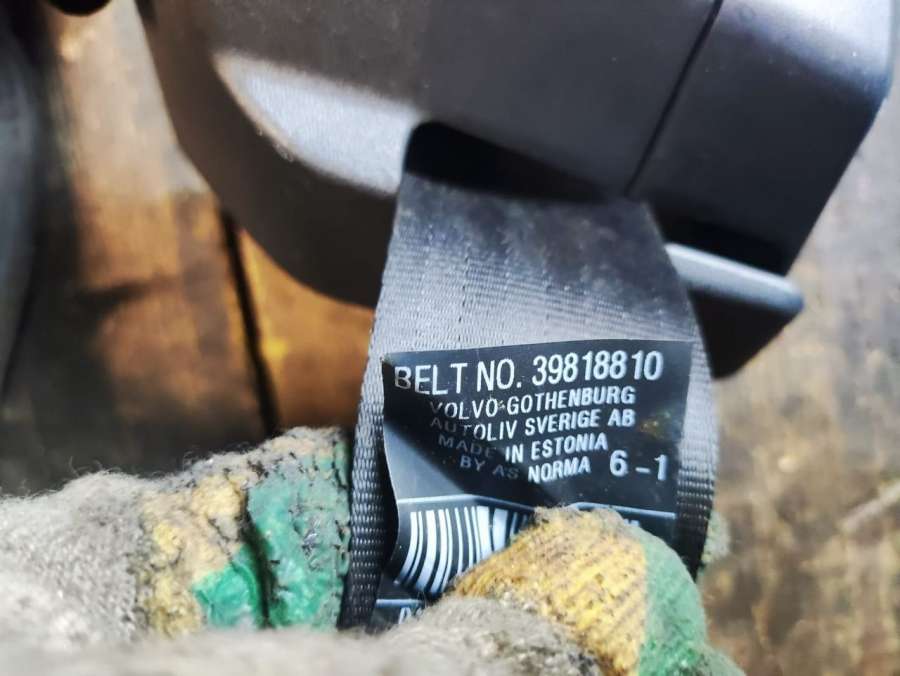 BELT NO. 39818810
VOLVO-GOTHENBURG
AUTOLIV SVERIGE AB
MADE IN ESTONIA
BY AS NORMA 6-1